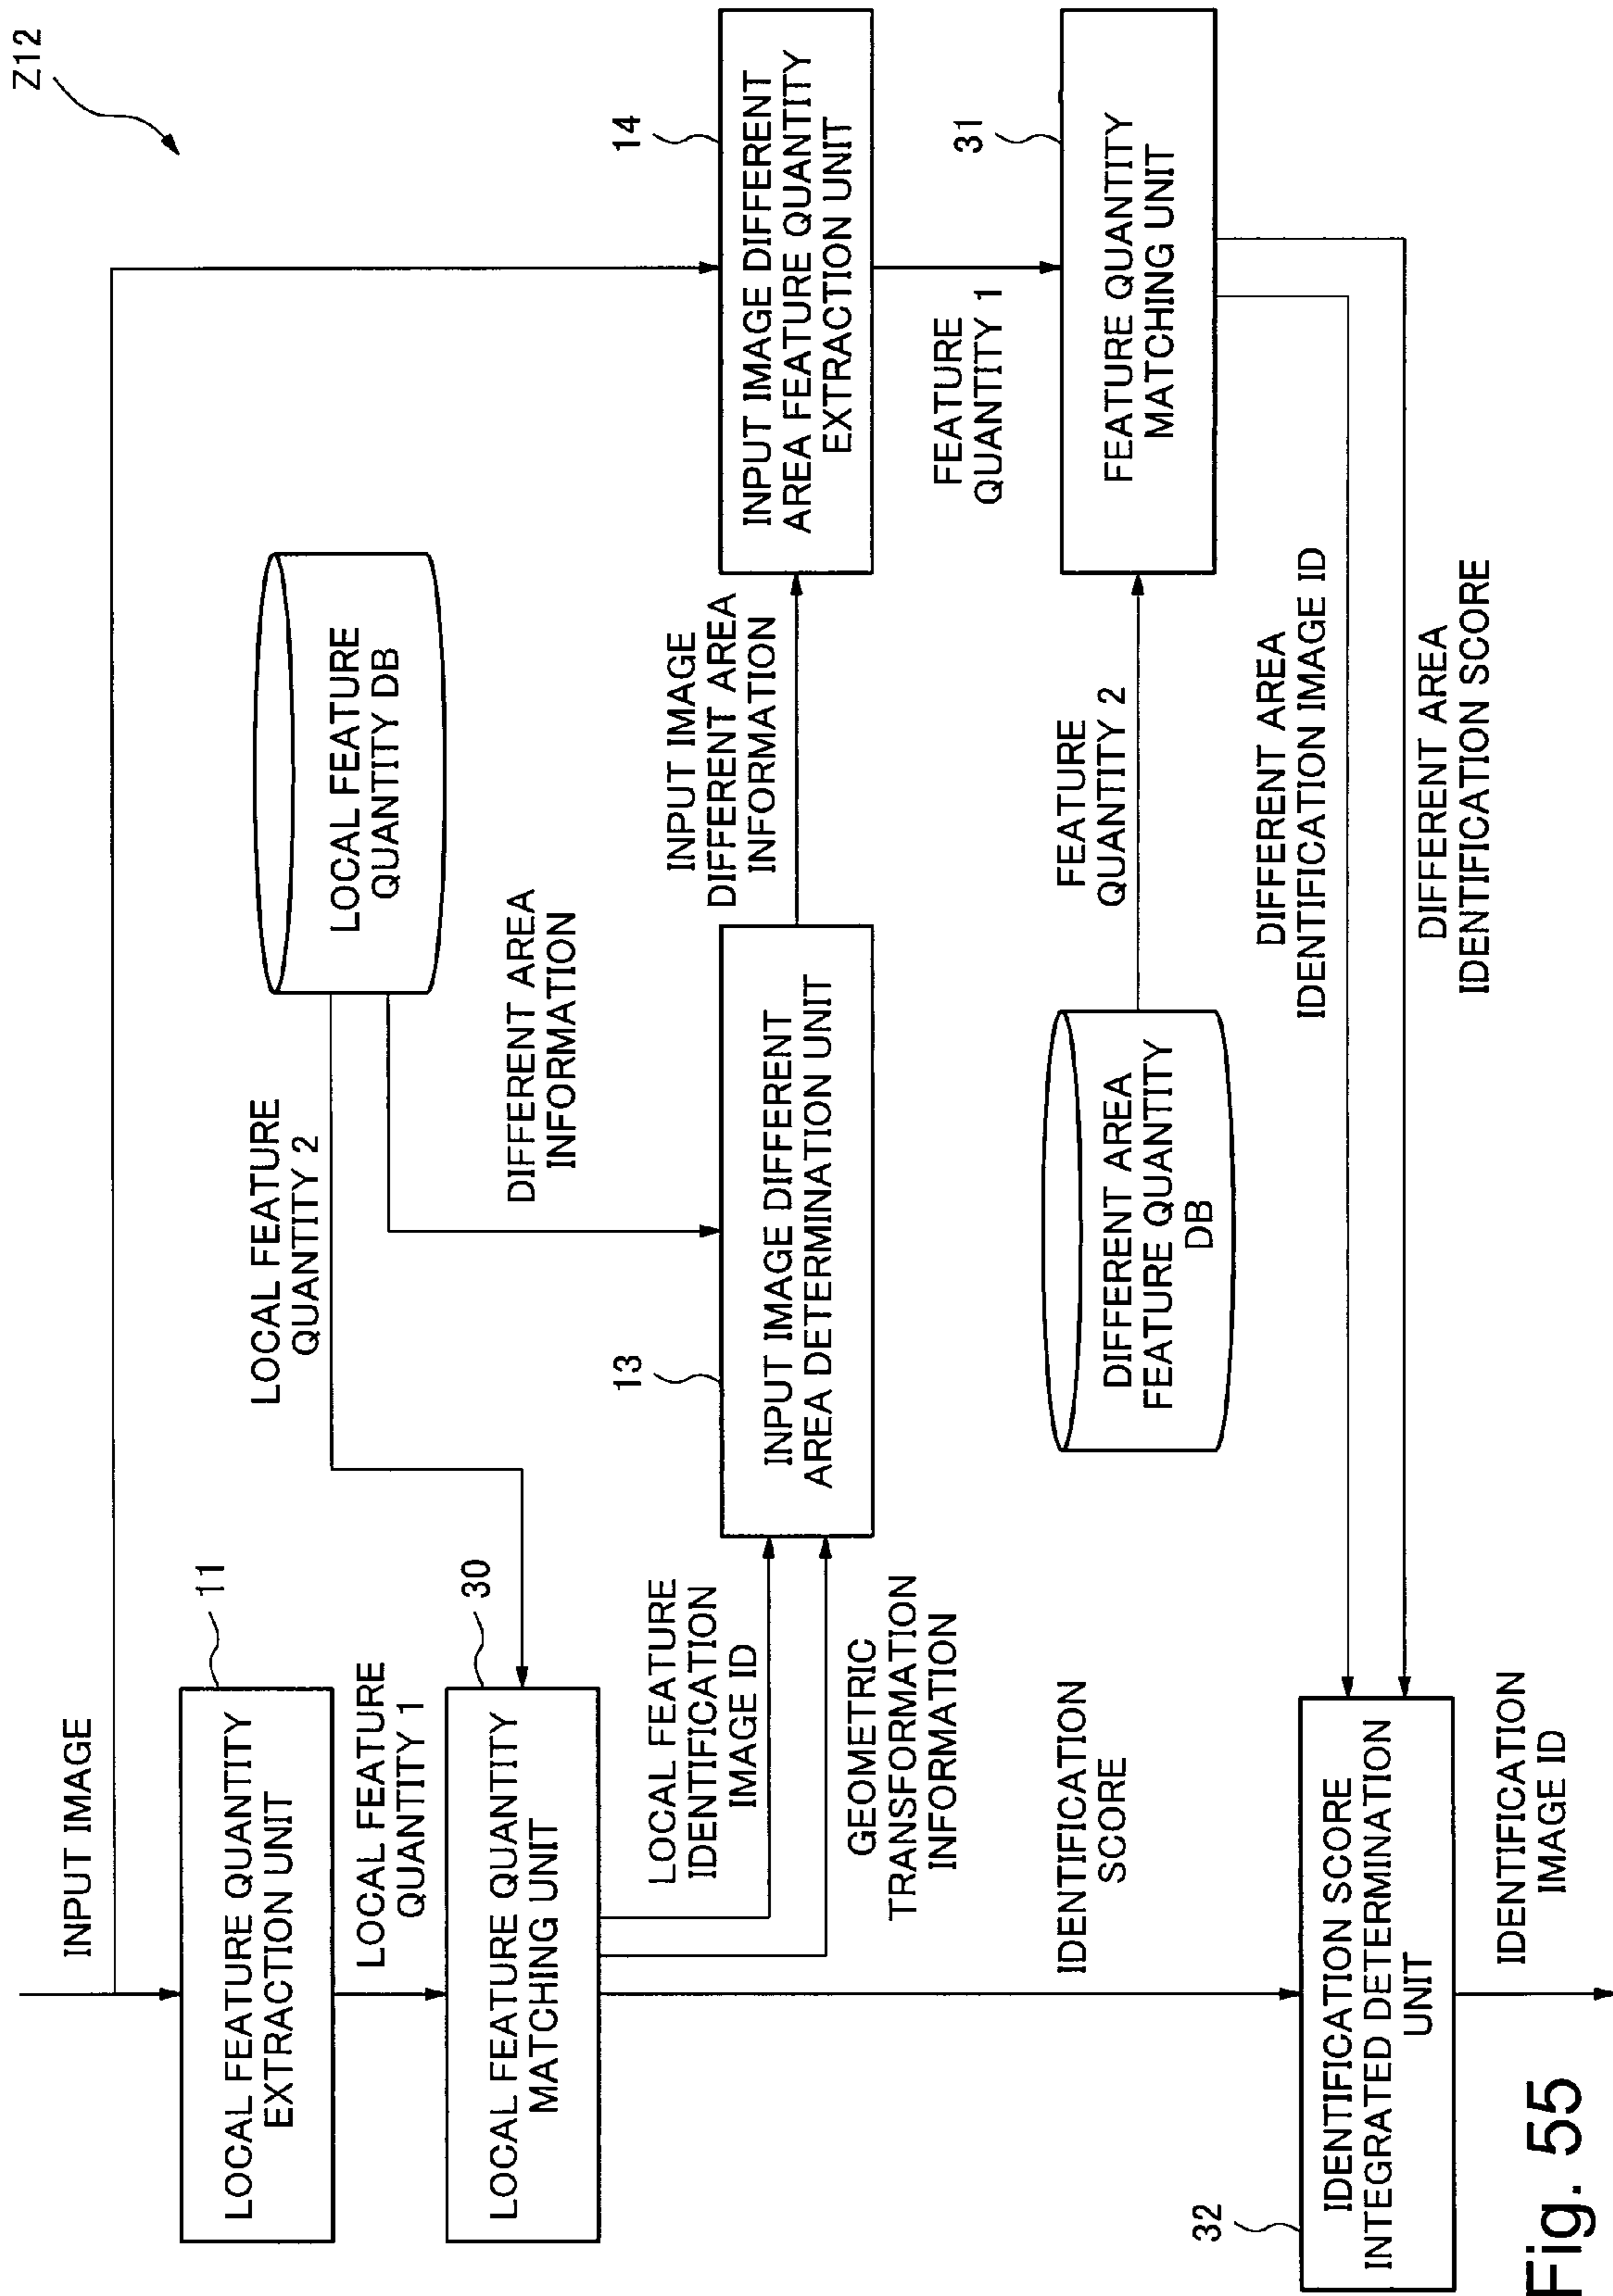 Z12
INPUT IMAGE
11
LOCAL FEATURE QUANTITY
EXTRACTION UNIT
LOCAL FEATURE
QUANTITY 1
30
LOCAL FEATURE QUANTITY
MATCHING UNIT
LOCAL FEATURE
QUANTITY 2
LOCAL FEATURE
QUANTITY DB
DIFFERENT AREA
INFORMATION
LOCAL FEATURE
IDENTIFICATION
IMAGE ID
GEOMETRIC
TRANSFORMATION
INFORMATION
13
INPUT IMAGE DIFFERENT
AREA DETERMINATION UNIT
INPUT IMAGE
DIFFERENT AREA
INFORMATION
14
INPUT IMAGE DIFFERENT
AREA FEATURE QUANTITY
EXTRACTION UNIT
FEATURE
QUANTITY 1
31
FEATURE QUANTITY
MATCHING UNIT
FEATURE
QUANTITY 2
DIFFERENT AREA
FEATURE QUANTITY
DB
DIFFERENT AREA
IDENTIFICATION IMAGE ID
DIFFERENT AREA
IDENTIFICATION SCORE
IDENTIFICATION
SCORE
32
IDENTIFICATION SCORE
INTEGRATED DETERMINATION
UNIT
IDENTIFICATION
IMAGE ID
Fig. 55